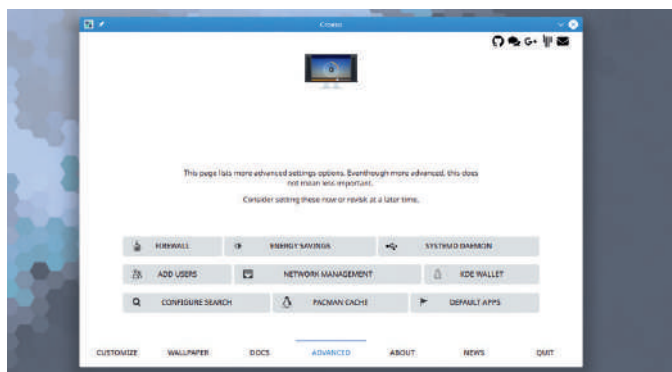 Croeso
G+
This page lists more advanced settings options. Eventhough more advanced, this does
not mean less important.
Consider setting these now or revisit at a later time.
FIREWALL ENERGY SAVINGS SYSTEMD DAEMON
ADD USERS NETWORK MANAGEMENT KDE WALLET
CONFIGURE SEARCH PACMAN CACHE DEFAULT APPS
CUSTOMIZE WALLPAPER DOCS ADVANCED ABOUT NEWS QUIT